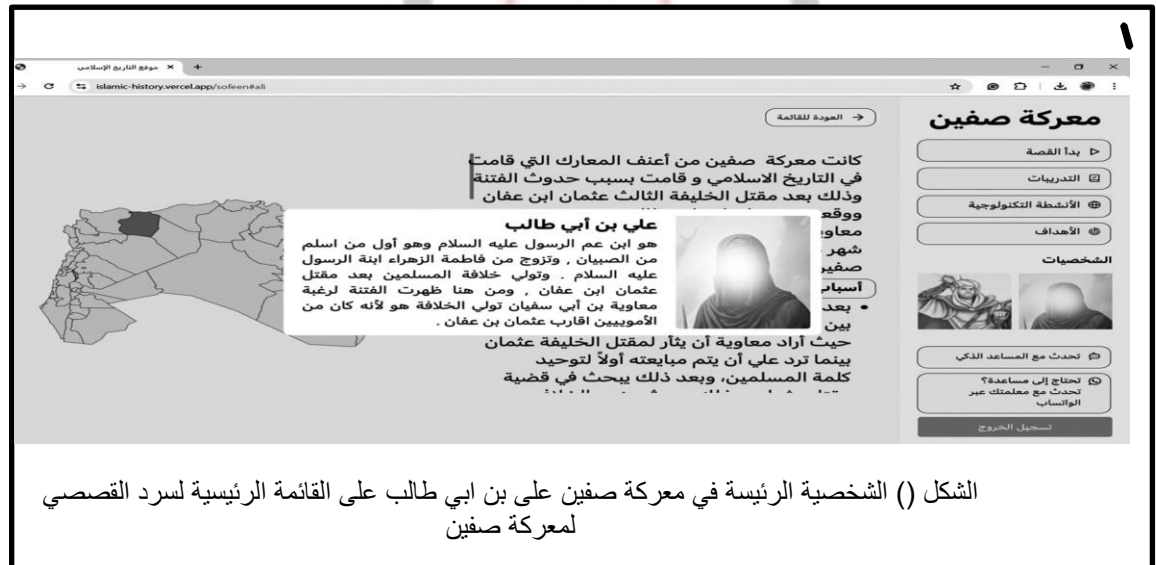 ١
موقع التاريخ الإسلامي
islamic-history.vercel.app/sofeen#ali
معركة صفين
بدأ القصة
التدريبات
الأنشطة التكنولوجية
الأهداف
الشخصيات
تحدث مع المساعد الذكي
تحتاج إلى مساعدة؟
تحدث مع معلمتك عبر
الواتساب
تسجيل الخروج
العودة للقائمة
كانت معركة صفين من أعنف المعارك التي قامت
في التاريخ الاسلامي و قامت بسبب حدوث الفتنة
وذلك بعد مقتل الخليفة الثالث عثمان ابن عفان
شهر
أسباب
بعد
بين
حيث أراد معاوية أن يثأر لمقتل الخليفة عثمان
بينما ترد علي أن يتم مبايعته أولاً لتوحيد
كلمة المسلمين، وبعد ذلك يبحث في قضية
علي بن أبي طالب
هو ابن عم الرسول عليه السلام وهو أول من اسلم
من الصبيان , وتزوج من فاطمة الزهراء ابنة الرسول
عليه السلام . وتولي خلافة المسلمين بعد مقتل
عثمان ابن عفان , ومن هنا ظهرت الفتنة لرغبة
معاوية بن أبي سفيان تولي الخلافة هو لأنه كان من
الأمويين اقارب عثمان بن عفان .
الشكل () الشخصية الرئيسة في معركة صفين على بن ابي طالب على القائمة الرئيسية لسرد القصصي
لمعركة صفين